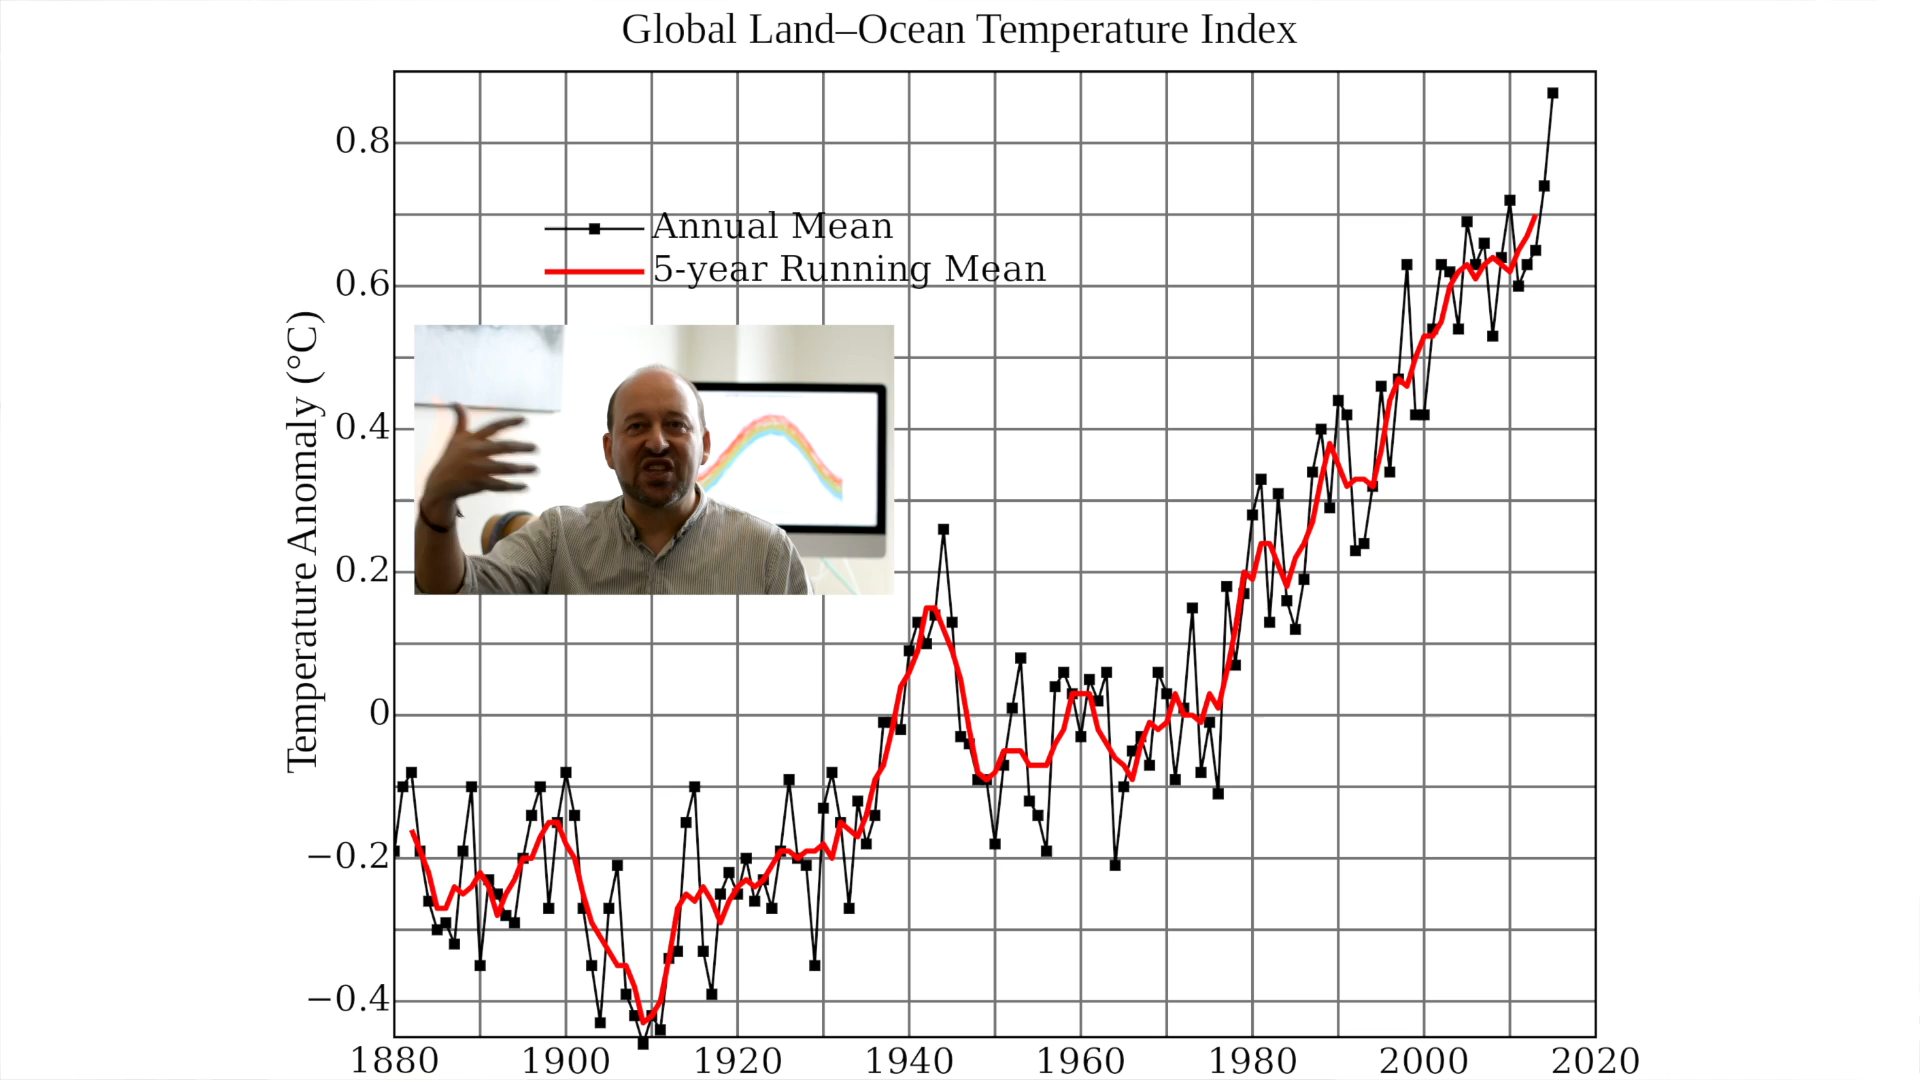 Global Land–Ocean Temperature Index
Temperature Anomaly (°C)
0.8
0.6
0.4
0.2
0
−0.2
−0.4
Annual Mean
5-year Running Mean
1880 1900 1920 1940 1960 1980 2000 2020